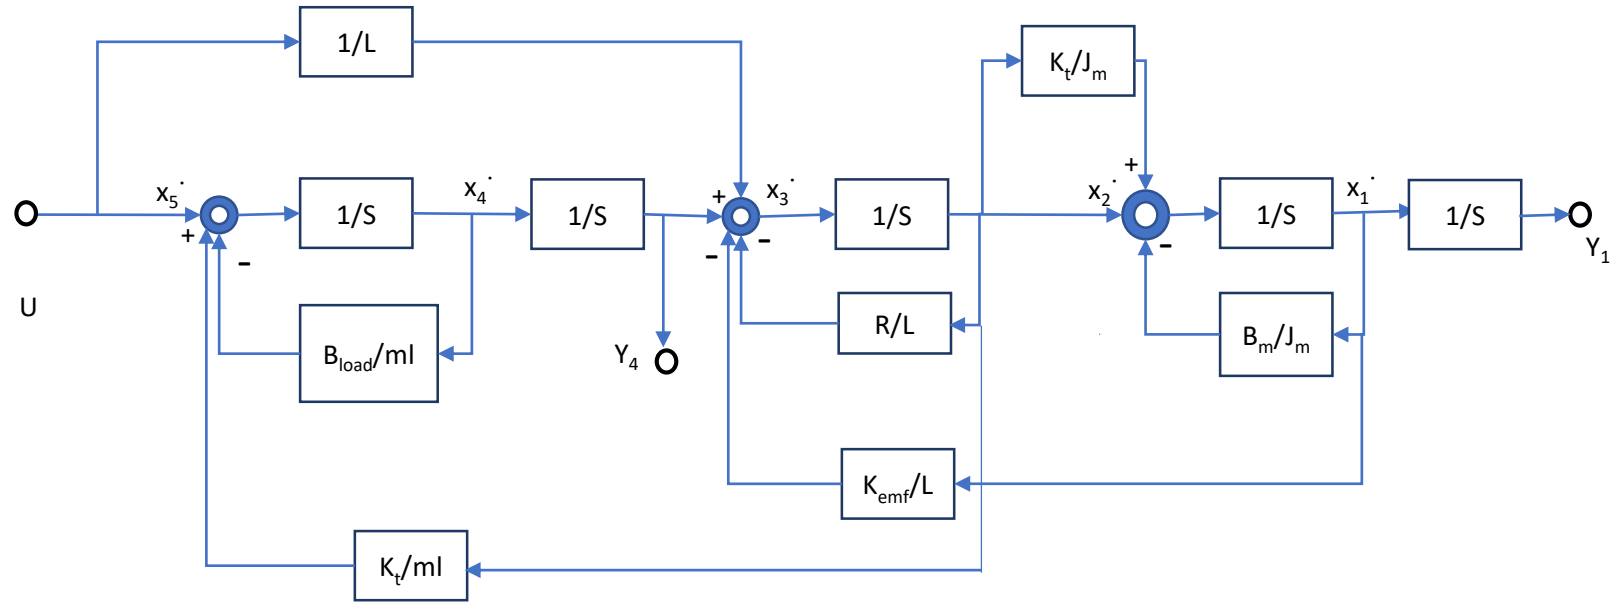 1/L
K_t/J_m
+
x_5˙
1/S
x_4˙
1/S
+
x_3˙
1/S
x_2˙
1/S
x_1˙
1/S
+
-
-
-
-
Y_1
U
B_load/ml
Y_4
R/L
B_m/J_m
K_emf/L
K_t/ml